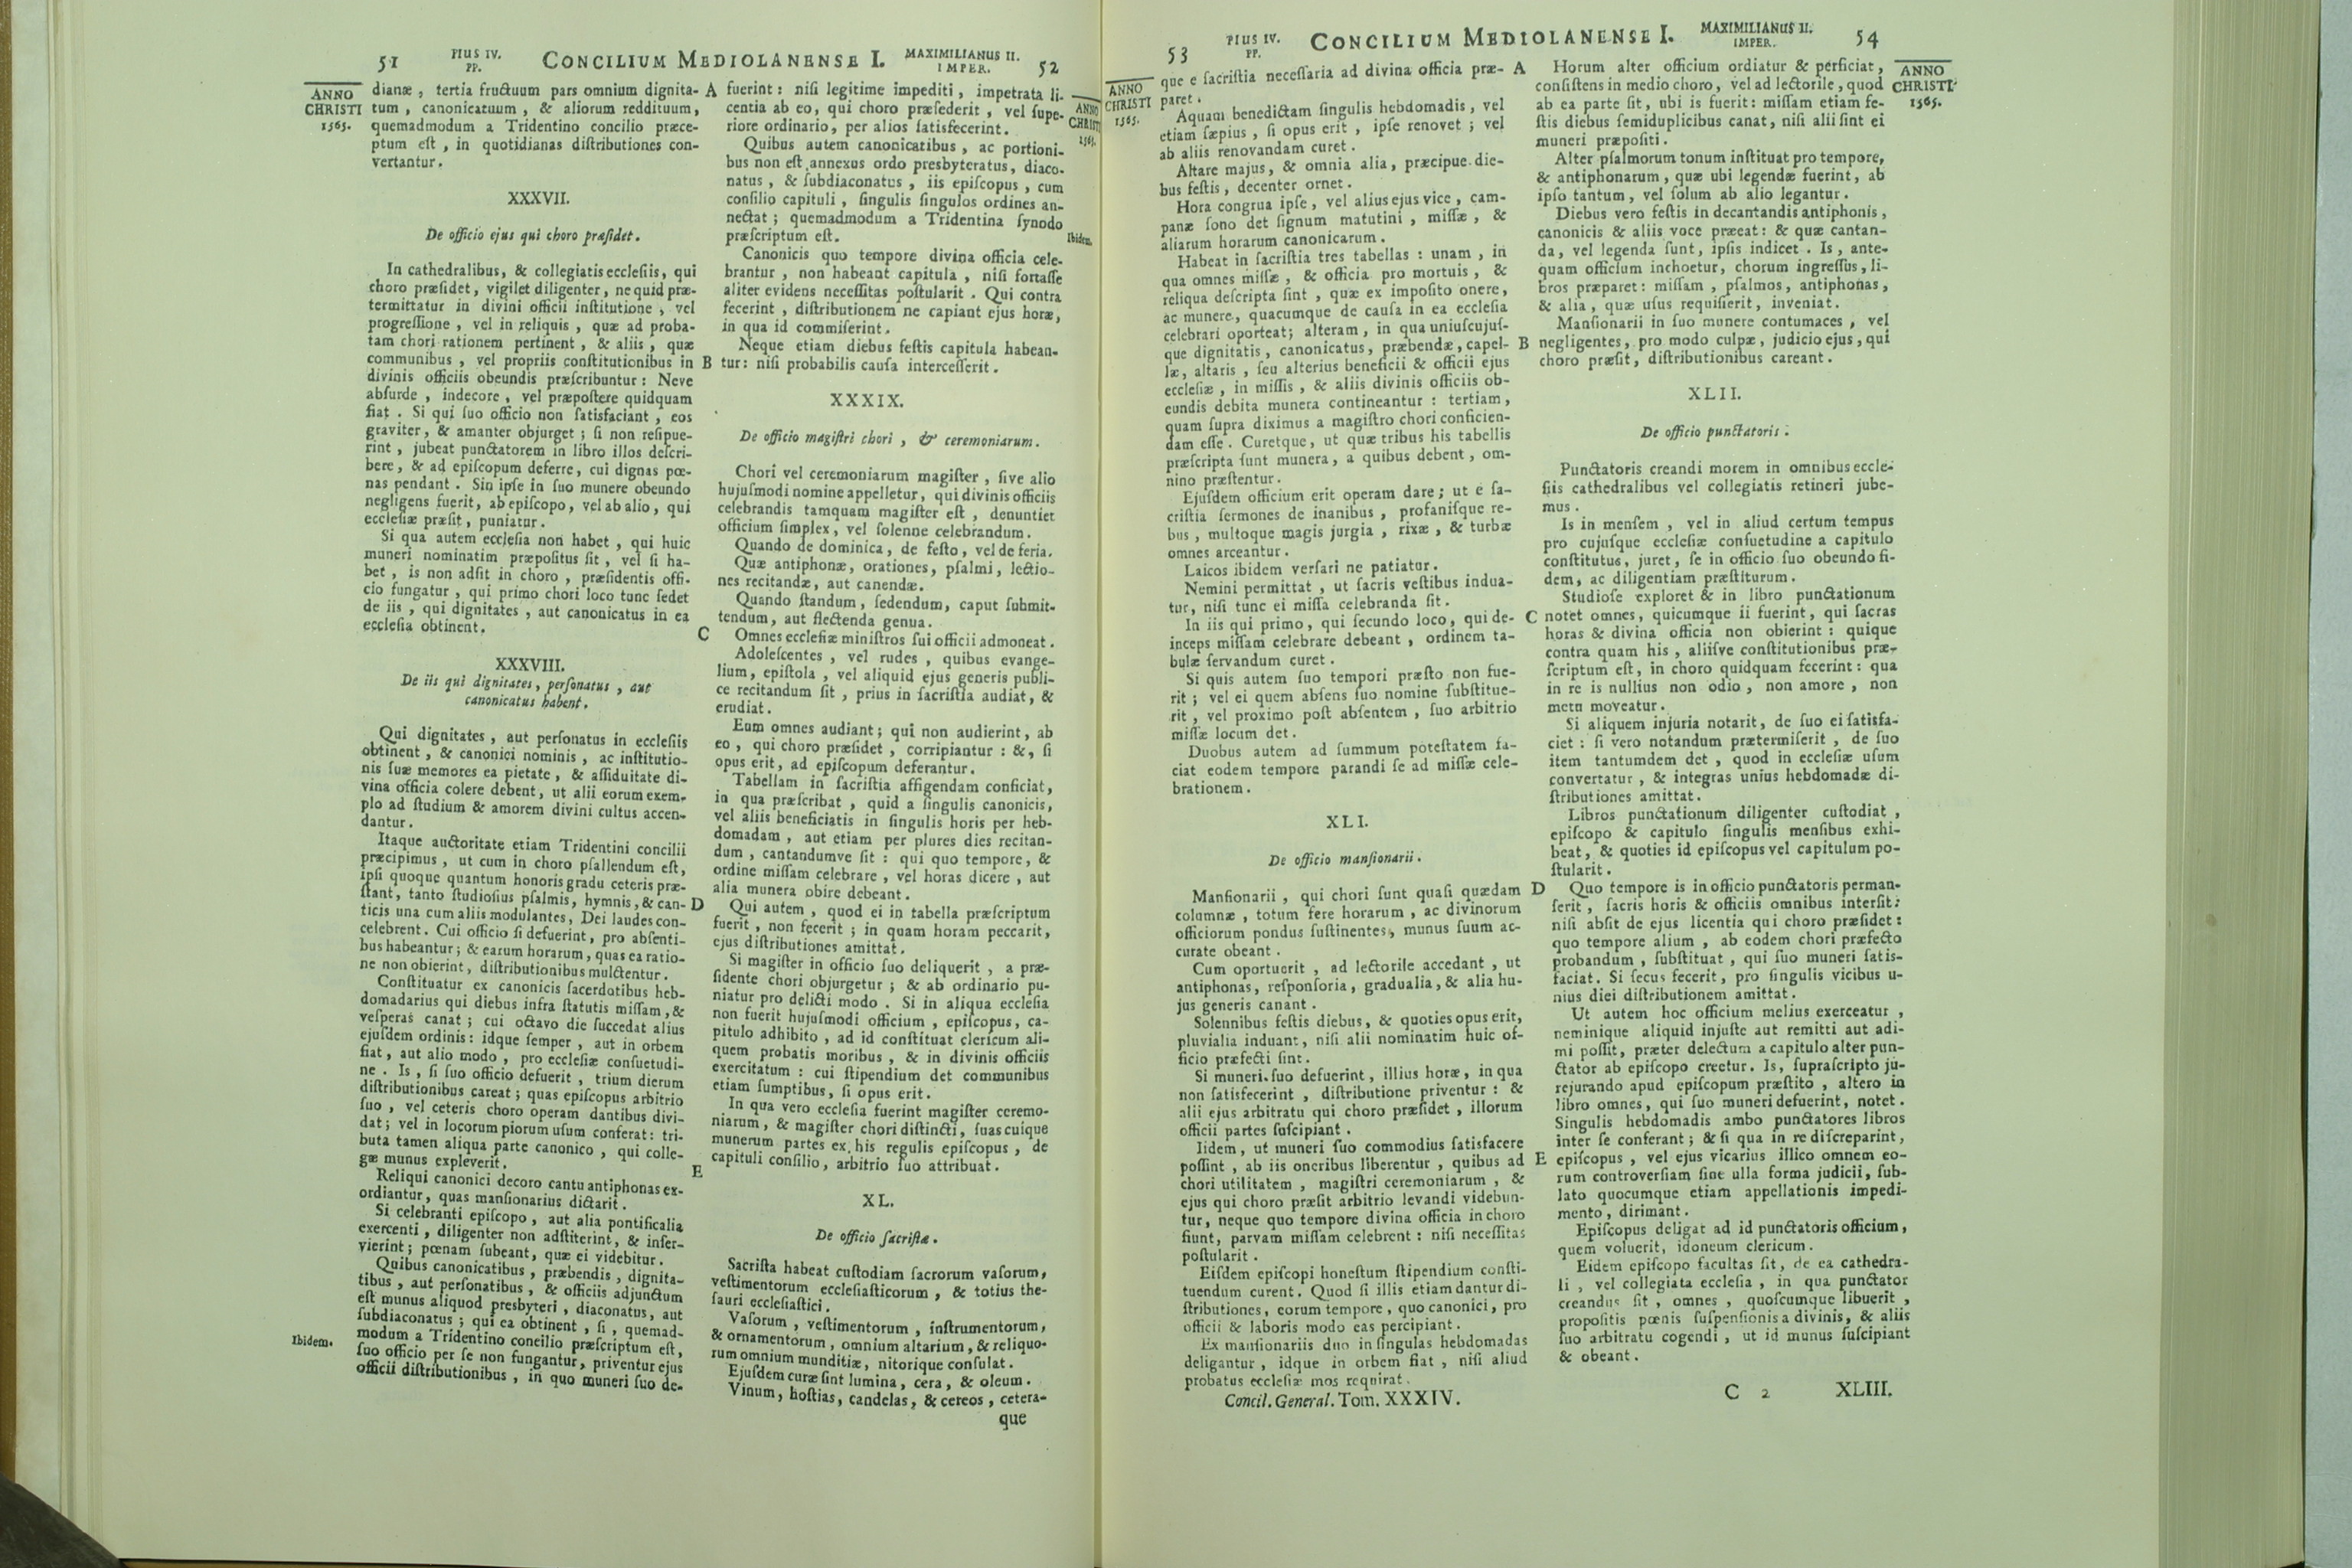 51 PIUS IV. PP. CONCILIUM MEDIOLANENSE I. MAXIMILIANUS II. IMPER. 52
ANNO
CHRISTI
1565.
dianæ, tertia fructuum pars omnium dignita-
tum, canonicatuum, & aliorum reddituum,
quemadmodum a Tridentino concilio præce-
ptum eſt, in quotidianas diſtributiones con-
vertantur.
XXXVII.
De officio ejus qui choro præſidet.
In cathedralibus, & collegiatis eccleſiis, qui
choro præſidet, vigilet diligenter, ne quid præ-
termittatur in divini officii inſtitutione, vel
progreſſione, vel in reliquis, quæ ad proba-
tam chori rationem pertinent, & aliis, quæ
communibus, vel propriis conſtitutionibus in
divinis officiis obeundis præſcribuntur: Neve
abſurde, indecore, vel præpoſtere quidquam
fiat. Si qui ſuo officio non ſatisfaciant, eos
graviter, & amanter objurget; ſi non reſipue-
rint, jubeat punctatorem in libro illos deſcri-
bere, & ad epiſcopum deferre, cui dignas pœ-
nas pendant. Sin ipſe in ſuo munere obeundo
negligens fuerit, ab epiſcopo, vel ab alio, qui
eccleſiæ præſit, puniatur.
Si qua autem eccleſia non habet, qui huic
muneri nominatim præpoſitus ſit, vel ſi ha-
bet, is non adſit in choro, præſidentis offi-
cio fungatur, qui primo chori loco tunc ſedet
de iis, qui dignitates, aut canonicatus in ea
eccleſia obtinent.
XXXVIII.
De iis qui dignitates, perſonatus, aut
canonicatus habent.
Qui dignitates, aut perſonatus in eccleſiis
obtinent, & canonici nominis, ac inſtitutio-
nis ſuæ memores ea pietate, & aſſiduitate di-
vina officia colere debent, ut alii eorum exem-
plo ad ſtudium & amorem divini cultus accen-
dantur.
Itaque auctoritate etiam Tridentini concilii
præcipimus, ut cum in choro pſallendum eſt,
ipſi quoque quantum honoris gradu ceteris præ-
ſtant, tanto ſtudioſius pſalmis, hymnis, & can-
ticis una cum aliis modulantes, Dei laudes con-
celebrent. Cui officio ſi defuerint, pro abſenti-
bus habeantur; & earum horarum, quas ea ratio-
ne non obierint, diſtributionibus mulctentur.
Conſtituatur ex canonicis ſacerdotibus heb-
domadarius qui diebus infra ſtatutis miſſam, &
veſperas canat; cui octavo die ſuccedat alius
ejuſdem ordinis: idque ſemper, aut in orbem
fiat, aut alio modo, pro eccleſiæ conſuetudi-
ne. Is, ſi ſuo officio defuerit, trium dierum
diſtributionibus careat; quas epiſcopus arbitrio
ſuo, vel ceteris choro operam dantibus divi-
dat; vel in locorum piorum uſum conferat: tri-
buta tamen aliqua parte canonico, qui colle-
gæ munus expleverit.
Reliqui canonici decoro cantu antiphonas ex-
ordiantur, quas manſionarius dictarit.
Si celebranti epiſcopo, aut alia pontificalia
exercenti, diligenter non adſtiterint, & inſer-
vierint; pœnam ſubeant, quæ ei videbitur.
Quibus canonicatibus, præbendis, dignita-
tibus, aut perſonatibus, & officiis adjunctum
eſt munus aliquod presbyteri, diaconatus, aut
ſubdiaconatus; qui ea obtinent, ſi, quemad-
Ibidem. modum a Tridentino concilio præſcriptum eſt,
ſuo officio per ſe non fungantur, priventur ejus
officii diſtributionibus, in quo muneri ſuo de-
A
B
C
D
E
fuerint: niſi legitime impediti, impetrata li-
centia ab eo, qui choro præſederit, vel ſupe-
riore ordinario, per alios ſatisfecerint.
Quibus autem canonicatibus, ac portioni-
bus non eſt annexus ordo presbyteratus, diaco-
natus, & ſubdiaconatus, iis epiſcopus, cum
conſilio capituli, ſingulis ſingulos ordines an-
nectat; quemadmodum a Tridentina ſynodo
præſcriptum eſt. Ibidem.
Canonicis quo tempore divina officia cele-
brantur, non habeant capitula, niſi fortaſſe
aliter evidens neceſſitas poſtularit. Qui contra
fecerint, diſtributionem ne capiant ejus horæ,
in qua id commiſerint.
Neque etiam diebus feſtis capitula habean-
tur: niſi probabilis cauſa interceſſerit.
XXXIX.
De officio magiſtri chori, & ceremoniarum.
Chori vel ceremoniarum magiſter, ſive alio
hujuſmodi nomine appelletur, qui divinis officiis
celebrandis tamquam magiſter eſt, denuntiet
officium ſimplex, vel ſolenne celebrandum.
Quando de dominica, de feſto, vel de feria.
Quæ antiphonæ, orationes, pſalmi, lectio-
nes recitandæ, aut canendæ.
Quando ſtandum, ſedendum, caput ſubmit-
tendum, aut flectenda genua.
Omnes eccleſiæ miniſtros ſui officii admoneat.
Adoleſcentes, vel rudes, quibus evange-
lium, epiſtola, vel aliquid ejus generis publi-
ce recitandum ſit, prius in ſacriſtia audiat, &
erudiat.
Eum omnes audiant; qui non audierint, ab
eo, qui choro præſidet, corripiantur: &, ſi
opus erit, ad epiſcopum deferantur.
Tabellam in ſacriſtia affigendam conficiat,
in qua præſcribat, quid a ſingulis canonicis,
vel aliis beneficiatis in ſingulis horis per heb-
domadam, aut etiam per plures dies recitan-
dum, cantandumve ſit: qui quo tempore, &
ordine miſſam celebrare, vel horas dicere, aut
alia munera obire debeant.
Qui autem, quod ei in tabella præſcriptum
fuerit, non fecerit; in quam horam peccarit,
ejus diſtributiones amittat.
Si magiſter in officio ſuo deliquerit, a præ-
ſidente chori objurgetur; & ab ordinario pu-
niatur pro delicti modo. Si in aliqua eccleſia
non fuerit hujuſmodi officium, epiſcopus, ca-
pitulo adhibito, ad id conſtituat clericum ali-
quem probatis moribus, & in divinis officiis
exercitatum: cui ſtipendium det communibus
etiam ſumptibus, ſi opus erit.
In qua vero eccleſia fuerint magiſter ceremo-
niarum, & magiſter chori diſtincti, ſuas cuique
munerum partes ex his regulis epiſcopus, de
capituli conſilio, arbitrio ſuo attribuat.
XL.
De officio ſacriſtæ.
Sacriſta habeat cuſtodiam ſacrorum vaſorum,
veſtimentorum eccleſiaſticorum, & totius the-
ſauri eccleſiaſtici.
Vaſorum, veſtimentorum, inſtrumentorum,
& ornamentorum, omnium altarium, & reliquo-
rum omnium munditiæ, nitorique conſulat.
Ejuſdem curæ ſint lumina, cera, & oleum.
Vinum, hoſtias, candelas, & cereos, cetera-
que
ANNO
CHRISTI
1565.
53 PIUS IV. PP. CONCILIUM MEDIOLANENSE I. MAXIMILIANUS II. IMPER. 54
ANNO
CHRISTI
1565.
que e ſacriſtia neceſſaria ad divina officia præ-
paret.
Aquam benedictam ſingulis hebdomadis, vel
etiam ſæpius, ſi opus erit, ipſe renovet; vel
ab aliis renovandam curet.
Altare majus, & omnia alia, præcipue die-
bus feſtis, decenter ornet.
Hora congrua ipſe, vel alius ejus vice, cam-
panæ ſono det ſignum matutini, miſſæ, &
aliarum horarum canonicarum.
Habeat in ſacriſtia tres tabellas: unam, in
qua omnes miſſæ, & officia pro mortuis, &
reliqua deſcripta ſint, quæ ex impoſito onere,
ac munere, quacumque de cauſa in ea eccleſia
celebrari oporteat; alteram, in qua uniuſcujuſ-
que dignitatis, canonicatus, præbendæ, capel-
læ, altaris, ſeu alterius beneficii & officii ejus
eccleſiæ, in miſſis, & aliis divinis officiis ob-
eundis debita munera contineantur: tertiam,
quam ſupra diximus a magiſtro chori conficien-
dam eſſe. Curetque, ut quæ tribus his tabellis
præſcripta ſunt munera, a quibus debent, om-
nino præſtentur.
Ejuſdem officium erit operam dare; ut e ſa-
criſtia ſermones de inanibus, profaniſque re-
bus, multoque magis jurgia, rixæ, & turbæ
omnes arceantur.
Laicos ibidem verſari ne patiatur.
Nemini permittat, ut ſacris veſtibus indua-
tur, niſi tunc ei miſſa celebranda ſit.
In iis qui primo, qui ſecundo loco, qui de-
inceps miſſam celebrare debeant, ordinem ta-
bulæ ſervandum curet.
Si quis autem ſuo tempori præſto non fue-
rit; vel ei quem abſens ſuo nomine ſubſtitue-
rit, vel proximo poſt abſentem, ſuo arbitrio
miſſæ locum det.
Duobus autem ad ſummum poteſtatem fa-
ciat eodem tempore parandi ſe ad miſſæ cele-
brationem.
XLI.
De officio manſionarii.
Manſionarii, qui chori ſunt quaſi quædam
columnæ, totum fere horarum, ac divinorum
officiorum pondus ſuſtinentes, munus ſuum ac-
curate obeant.
Cum oportuerit, ad lectorile accedant, ut
antiphonas, reſponſoria, gradualia, & alia hu-
jus generis canant.
Solennibus feſtis diebus, & quoties opus erit,
pluvialia induant, niſi alii nominatim huic of-
ficio præfecti ſint.
Si muneri ſuo defuerint, illius horæ, in qua
non ſatisfecerint, diſtributione priventur: &
alii ejus arbitratu qui choro præſidet, illorum
officii partes ſuſcipiant.
Iidem, ut muneri ſuo commodius ſatisfacere
poſſint, ab iis oneribus liberentur, quibus ad
chori utilitatem, magiſtri ceremoniarum, &
ejus qui choro præſit arbitrio levandi videbun-
tur, neque quo tempore divina officia in choro
fiunt, parvam miſſam celebrent: niſi neceſſitas
poſtularit.
Eiſdem epiſcopi honeſtum ſtipendium conſti-
tuendum curent. Quod ſi illis etiam dantur di-
ſtributiones, eorum tempore, quo canonici, pro
officii & laboris modo eas percipiant.
Ex manſionariis duo in ſingulas hebdomadas
deligantur, idque in orbem fiat, niſi aliud
probatus eccleſiæ mos requirat.
A
B
C
D
E
Horum alter officium ordiatur & perficiat,
conſiſtens in medio choro, vel ad lectorile, quod
ab ea parte ſit, ubi is fuerit: miſſam etiam fe-
ſtis diebus ſemiduplicibus canat, niſi alii ſint ei
muneri præpoſiti.
Alter pſalmorum tonum inſtituat pro tempore,
& antiphonarum, quæ ubi legendæ fuerint, ab
ipſo tantum, vel ſolum ab alio legantur.
Diebus vero feſtis in decantandis antiphonis,
canonicis & aliis voce præeat: & quæ cantan-
da, vel legenda ſunt, ipſis indicet. Is, ante-
quam officium inchoetur, chorum ingreſſus, li-
bros præparet: miſſam, pſalmos, antiphonas,
& alia, quæ uſus requiſierit, inveniat.
Manſionarii in ſuo munere contumaces, vel
negligentes, pro modo culpæ, judicio ejus, qui
choro præſit, diſtributionibus careant.
XLII.
De officio punctatoris.
Punctatoris creandi morem in omnibus eccle-
ſiis cathedralibus vel collegiatis retineri jube-
mus.
Is in menſem, vel in aliud certum tempus
pro cujuſque eccleſiæ conſuetudine a capitulo
conſtitutus, juret, ſe in officio ſuo obeundo fi-
dem, ac diligentiam præſtiturum.
Studioſe exploret & in libro punctationum
notet omnes, quicumque ii fuerint, qui ſacras
horas & divina officia non obierint: quique
contra quam his, aliiſve conſtitutionibus præ-
ſcriptum eſt, in choro quidquam fecerint: qua
in re is nullius non odio, non amore, non
metu moveatur.
Si aliquem injuria notarit, de ſuo ei ſatisfa-
ciet: ſi vero notandum prætermiſerit, de ſuo
item tantumdem det, quod in eccleſiæ uſum
convertatur, & integras unius hebdomadæ di-
ſtributiones amittat.
Libros punctationum diligenter cuſtodiat,
epiſcopo & capitulo ſingulis menſibus exhi-
beat, & quoties id epiſcopus vel capitulum po-
ſtularit.
Quo tempore is in officio punctatoris perman-
ſerit, ſacris horis & officiis omnibus interſit:
niſi abſit de ejus licentia qui choro præſidet:
quo tempore alium, ab eodem chori præfecto
probandum, ſubſtituat, qui ſuo muneri ſatis-
faciat. Si ſecus fecerit, pro ſingulis vicibus u-
nius diei diſtributionem amittat.
Ut autem hoc officium melius exerceatur,
neminique aliquid injuſte aut remitti aut adi-
mi poſſit, præter delectum a capitulo alter pun-
ctator ab epiſcopo creetur. Is, ſupraſcripto ju-
rejurando apud epiſcopum præſtito, altero in
libro omnes, qui ſuo muneri defuerint, notet.
Singulis hebdomadis ambo punctatores libros
inter ſe conferant; & ſi qua in re diſcreparint,
epiſcopus, vel ejus vicarius illico omnem eo-
rum controverſiam ſine ulla forma judicii, ſub-
lato quocumque etiam appellationis impedi-
mento, dirimant.
Epiſcopus deligat ad id punctatoris officium,
quem voluerit, idoneum clericum.
Eidem epiſcopo facultas ſit, de ea cathedra-
li, vel collegiata eccleſia, in qua punctator
creandus ſit, omnes, quoſcumque libuerit,
propoſitis pœnis ſuſpenſionis a divinis, & aliis
ſuo arbitratu cogendi, ut id munus ſuſcipiant
& obeant.
ANNO
CHRISTI
1565.
Concil. General. Tom. XXXIV. C 2 XLIII.